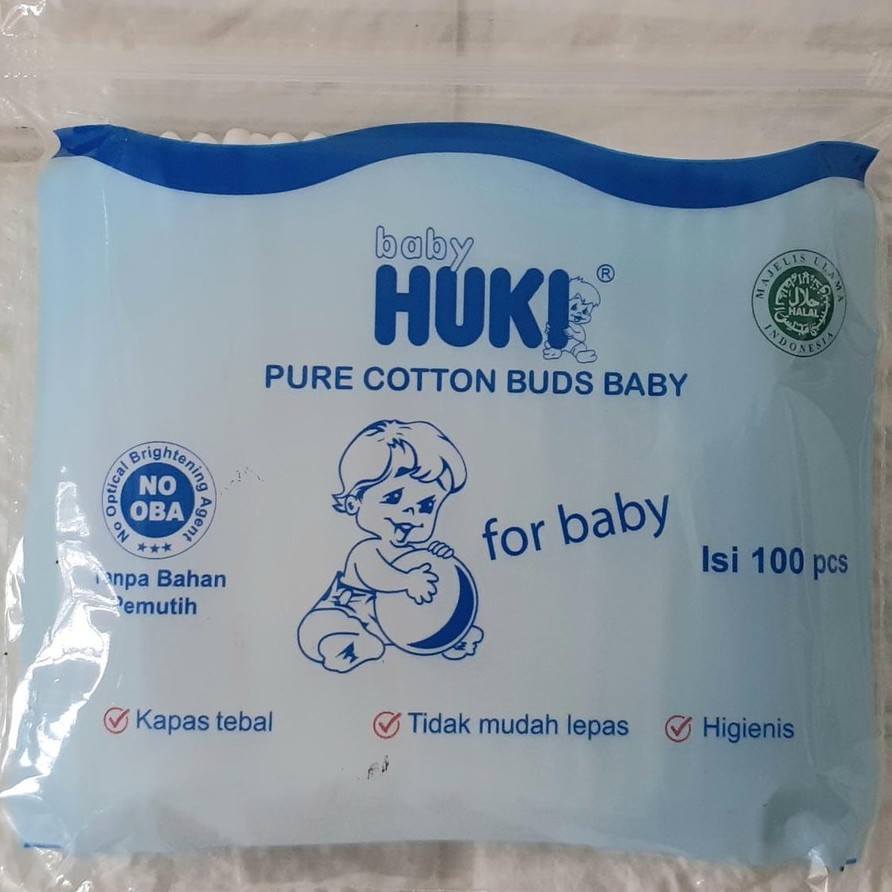 baby
HUKI®
PURE COTTON BUDS BABY
MAJELIS ULAMA
حلال
HALAL
INDONESIA
No Optical Brightening Agent
NO
OBA
for baby
Isi 100 pcs
Tanpa Bahan
Pemutih
Kapas tebal
Tidak mudah lepas
Higienis